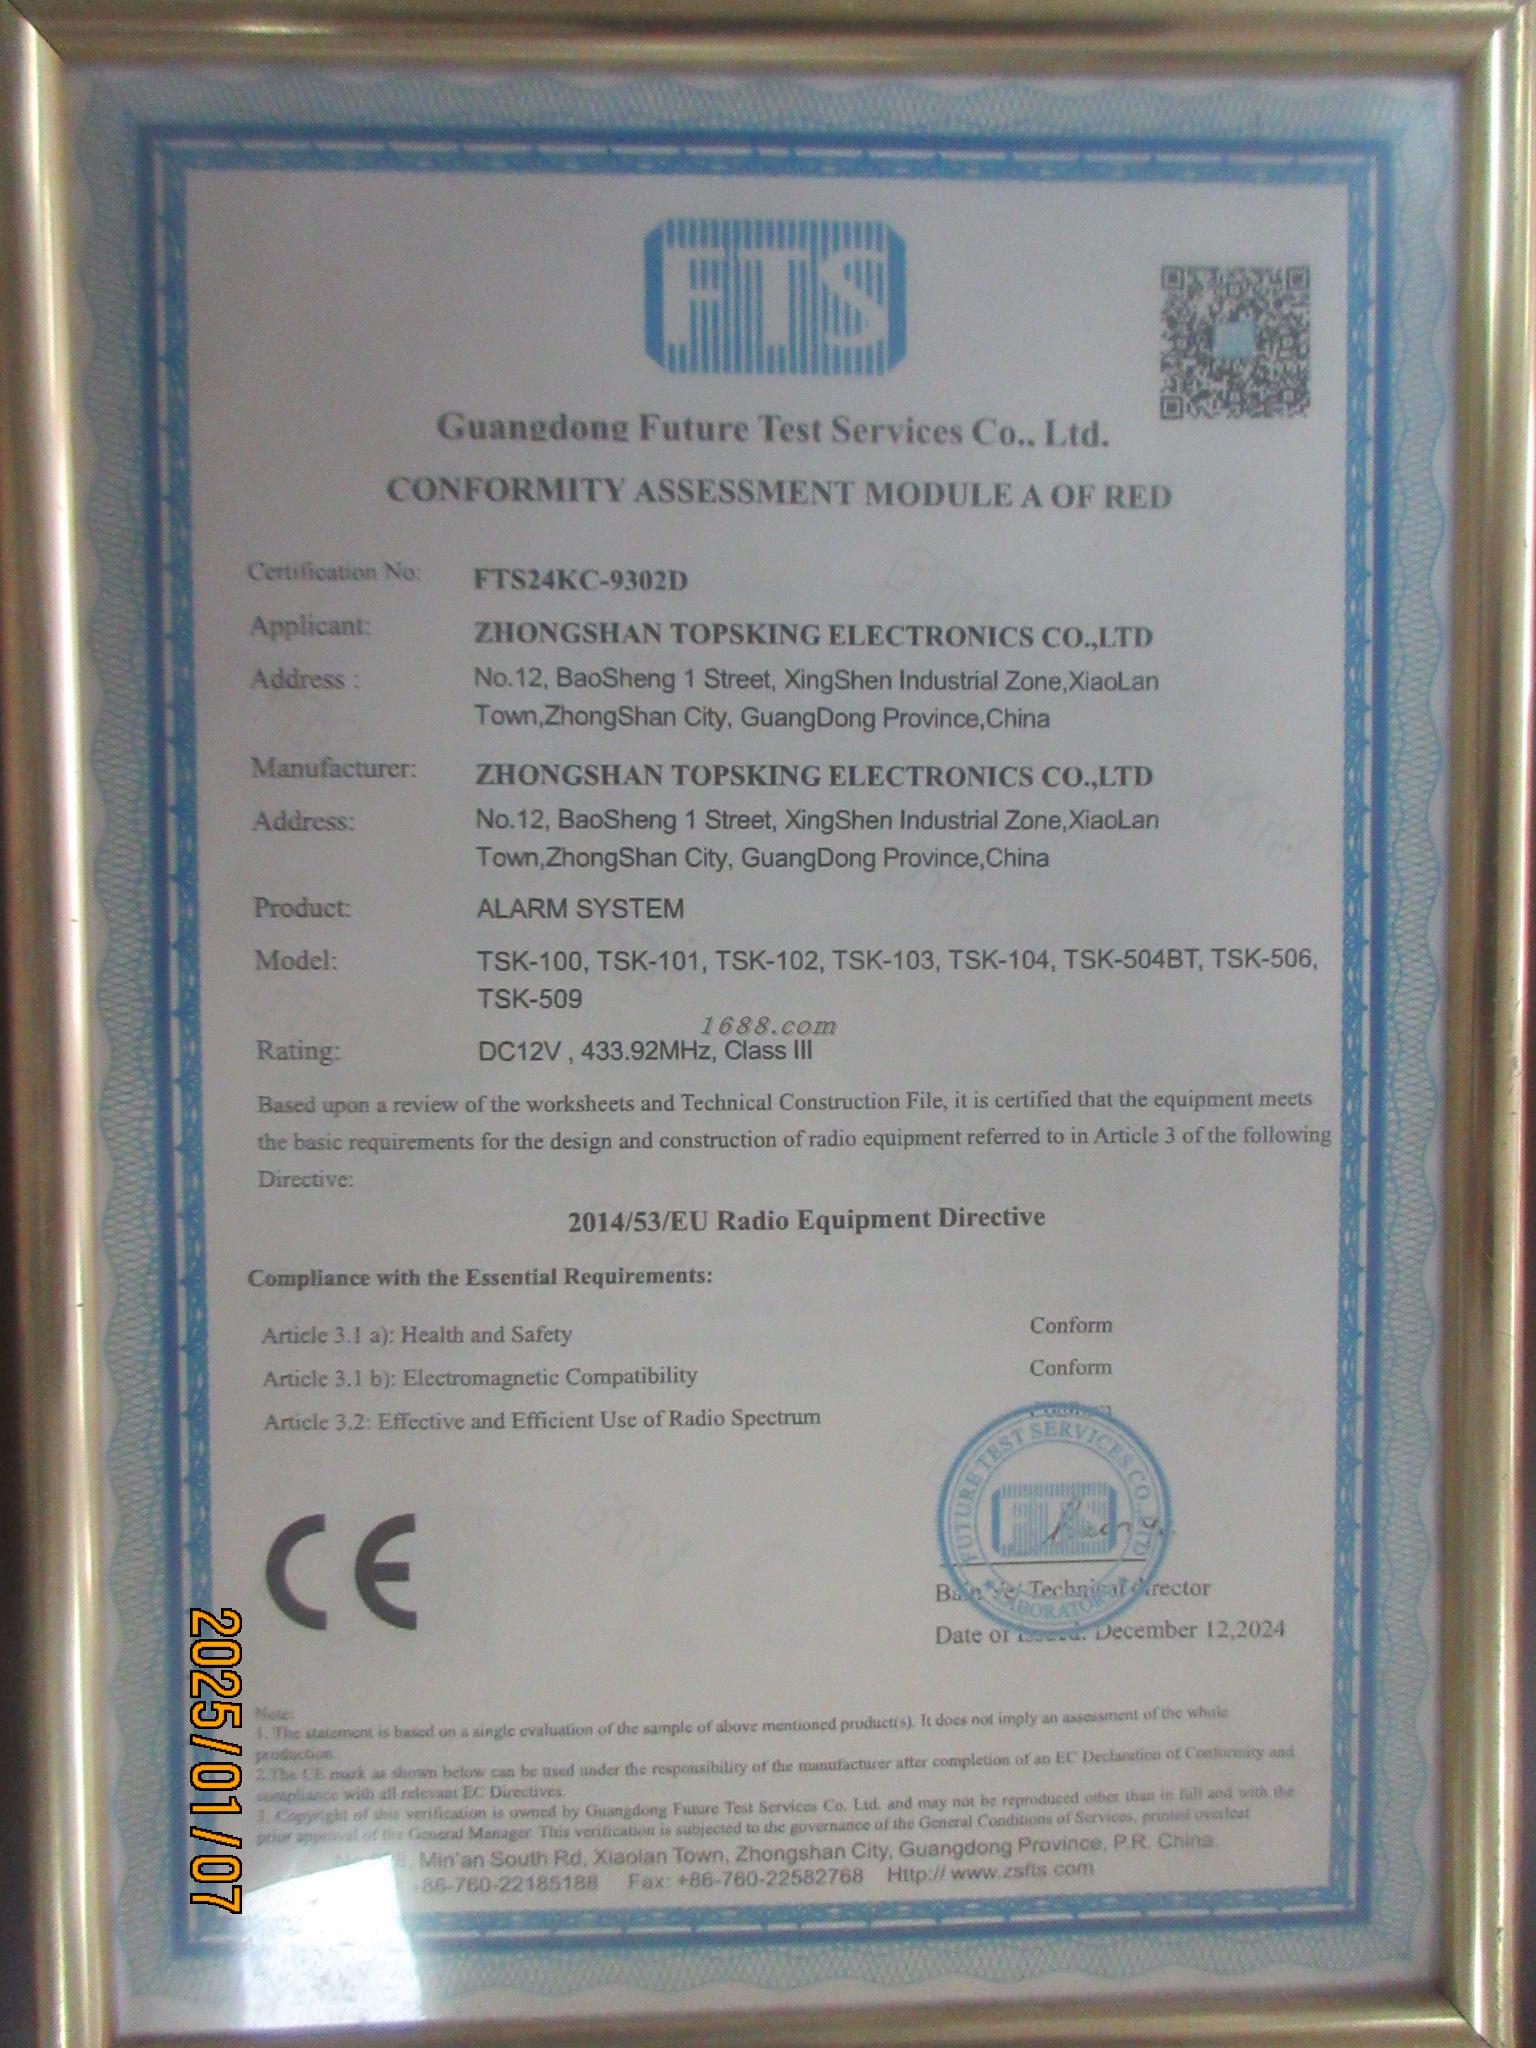 FTS
Guangdong Future Test Services Co., Ltd.
CONFORMITY ASSESSMENT MODULE A OF RED
Certification No: FTS24KC-9302D
Applicant: ZHONGSHAN TOPSKING ELECTRONICS CO.,LTD
Address : No.12, BaoSheng 1 Street, XingShen Industrial Zone,XiaoLan
Town,ZhongShan City, GuangDong Province,China
Manufacturer: ZHONGSHAN TOPSKING ELECTRONICS CO.,LTD
Address: No.12, BaoSheng 1 Street, XingShen Industrial Zone,XiaoLan
Town,ZhongShan City, GuangDong Province,China
Product: ALARM SYSTEM
Model: TSK-100, TSK-101, TSK-102, TSK-103, TSK-104, TSK-504BT, TSK-506,
TSK-509
1688.com
Rating: DC12V , 433.92MHz, Class III
Based upon a review of the worksheets and Technical Construction File, it is certified that the equipment meets
the basic requirements for the design and construction of radio equipment referred to in Article 3 of the following
Directive:
2014/53/EU Radio Equipment Directive
Compliance with the Essential Requirements:
Article 3.1 a): Health and Safety Conform
Article 3.1 b): Electromagnetic Compatibility Conform
Article 3.2: Effective and Efficient Use of Radio Spectrum
FUTURE TEST SERVICES CO., LTD
FTS
LABORATORY
CE
Technical director
Date of Issued: December 12,2024
2025/01/07
Note:
1. The statement is based on a single evaluation of the sample of above mentioned product(s). It does not imply an assessment of the whole
production.
2.The CE mark as shown below can be used under the responsibility of the manufacturer after completion of an EC Declaration of Conformity and
compliance with all relevant EC Directives.
3. Copyright of this verification is owned by Guangdong Future Test Services Co. Ltd. and may not be reproduced other than in full and with the
prior approval of the General Manager. This verification is subjected to the governance of the General Conditions of Services, printed overleaf
Min'an South Rd, Xiaolan Town, Zhongshan City, Guangdong Province, P.R. China.
-86-760-22185188 Fax: +86-760-22582768 Http:// www.zsfts.com